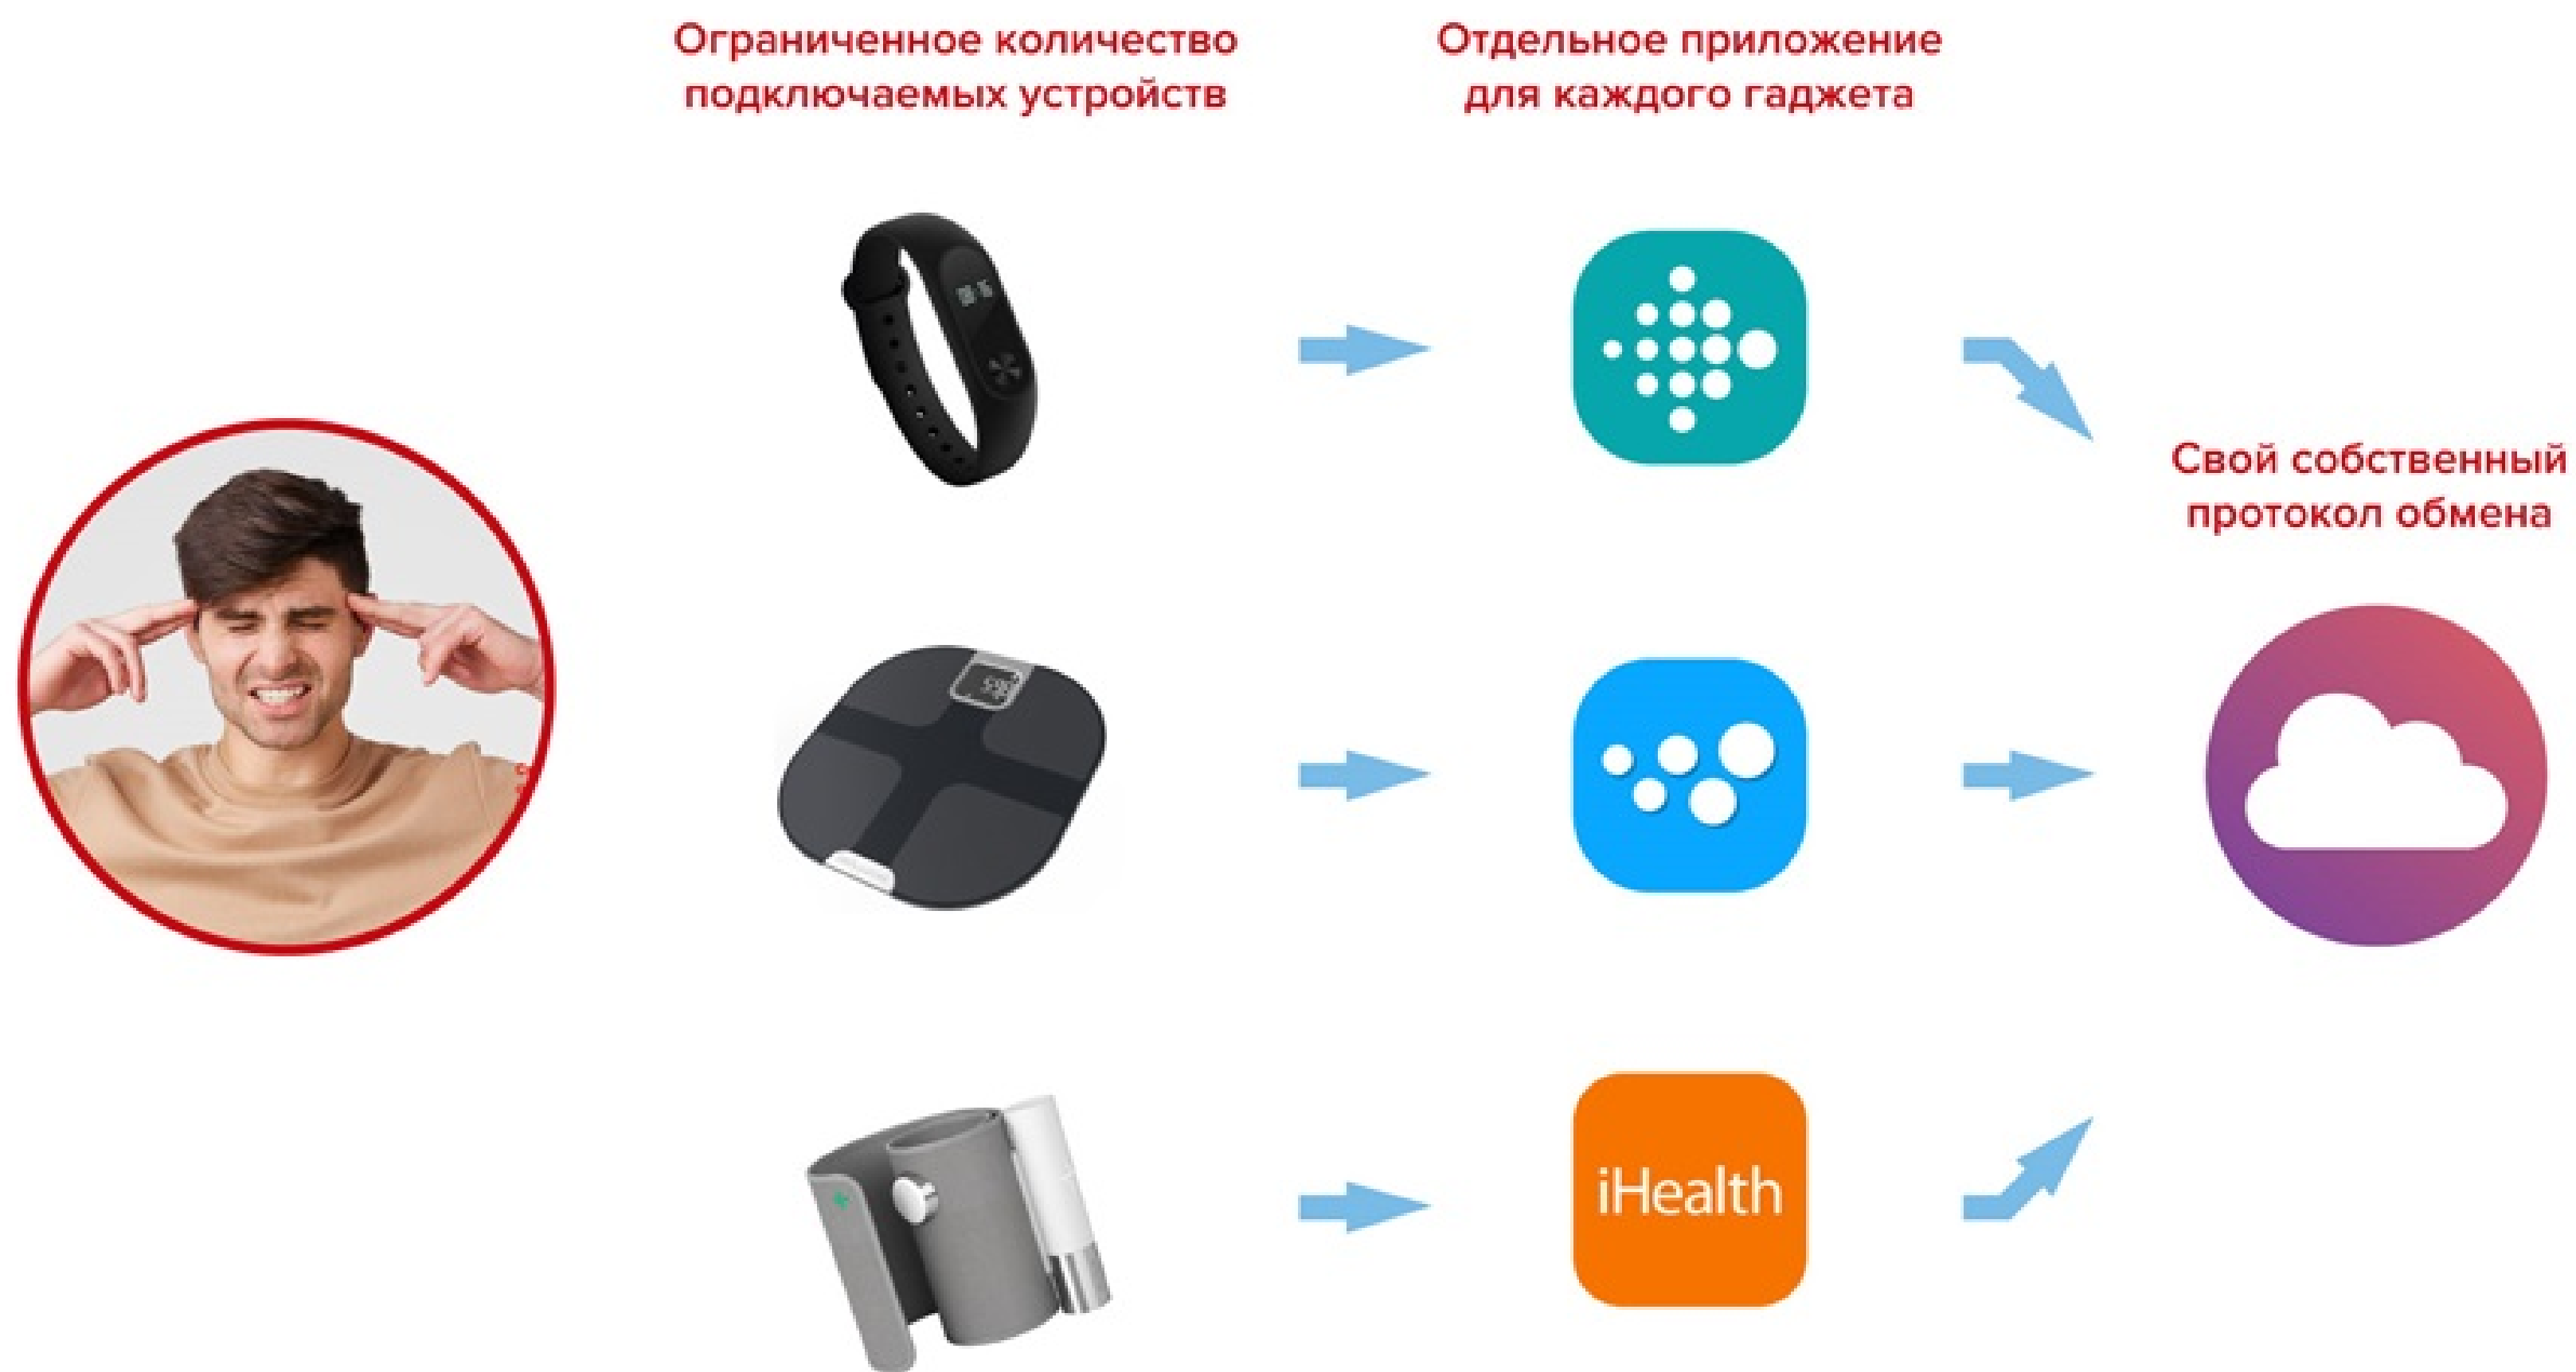 Ограниченное количество
подключаемых устройств
Отдельное приложение
для каждого гаджета
Свой собственный
протокол обмена
iHealth